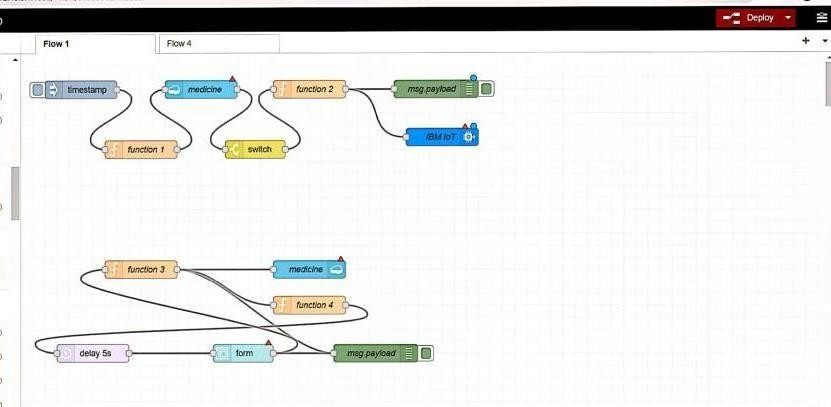 Deploy
Flow 1
Flow 4
timestamp
medicine
function 2
msg.payload
IBM IoT
function 1
switch
function 3
medicine
function 4
delay 5s
form
msg.payload